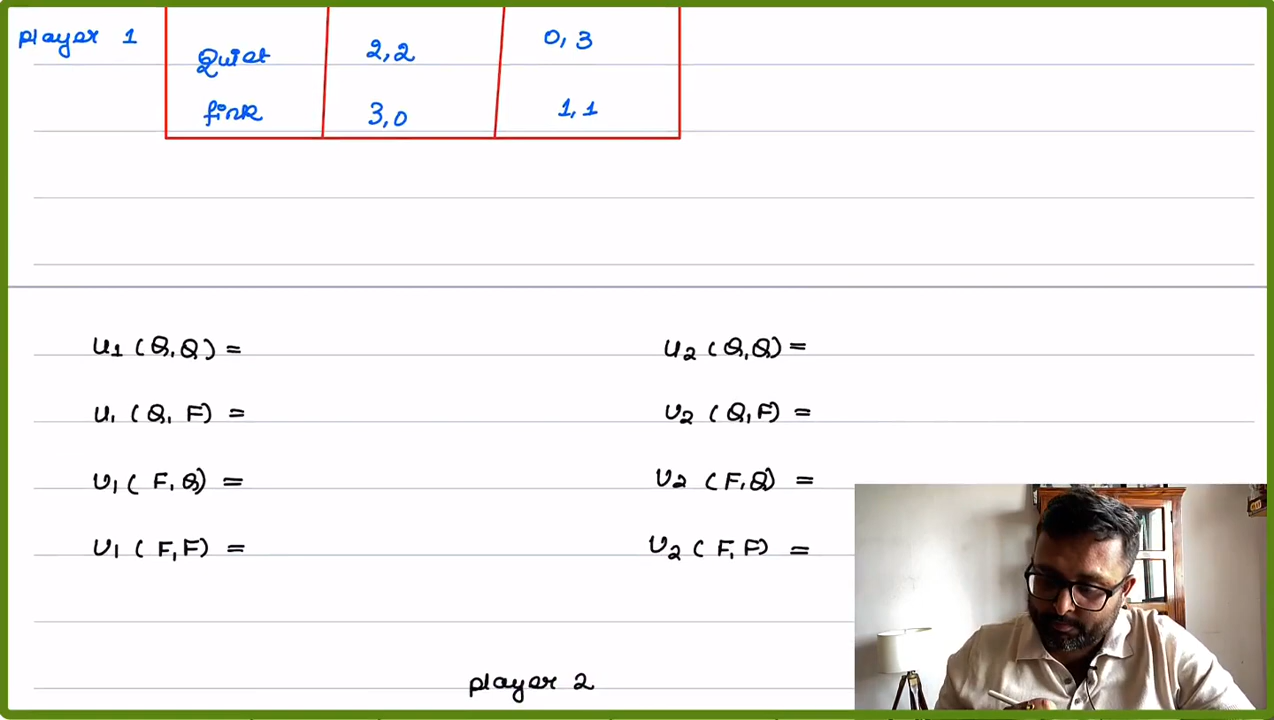 player 1
Quiet 2,2 0,3
fink 3,0 1,1
u1 (Q,Q) = u2 (Q,Q) =
u1 (Q, F) = u2 (Q,F) =
u1 (F,Q) = u2 (F,Q) =
u1 (F,F) = u2 (F,F) =
player 2